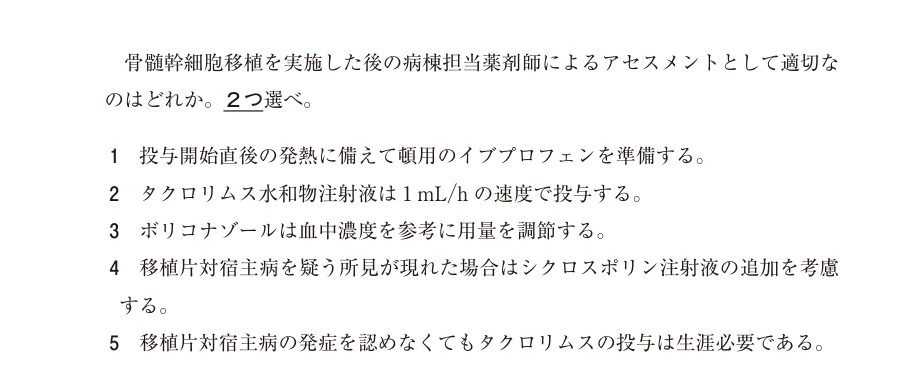 骨髄幹細胞移植を実施した後の病棟担当薬剤師によるアセスメントとして適切な
のはどれか。2つ選べ。
1 投与開始直後の発熱に備えて頓用のイブプロフェンを準備する。
2 タクロリムス水和物注射液は1mL/hの速度で投与する。
3 ボリコナゾールは血中濃度を参考に用量を調節する。
4 移植片対宿主病を疑う所見が現れた場合はシクロスポリン注射液の追加を考慮
する。
5 移植片対宿主病の発症を認めなくてもタクロリムスの投与は生涯必要である。